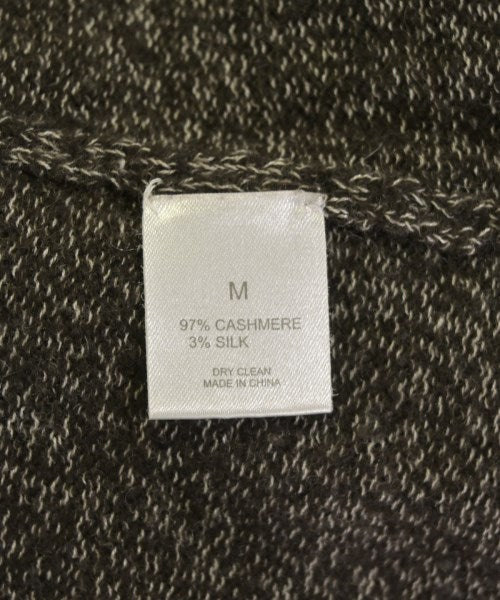 M
97% CASHMERE
3% SILK
DRY CLEAN
MADE IN CHINA